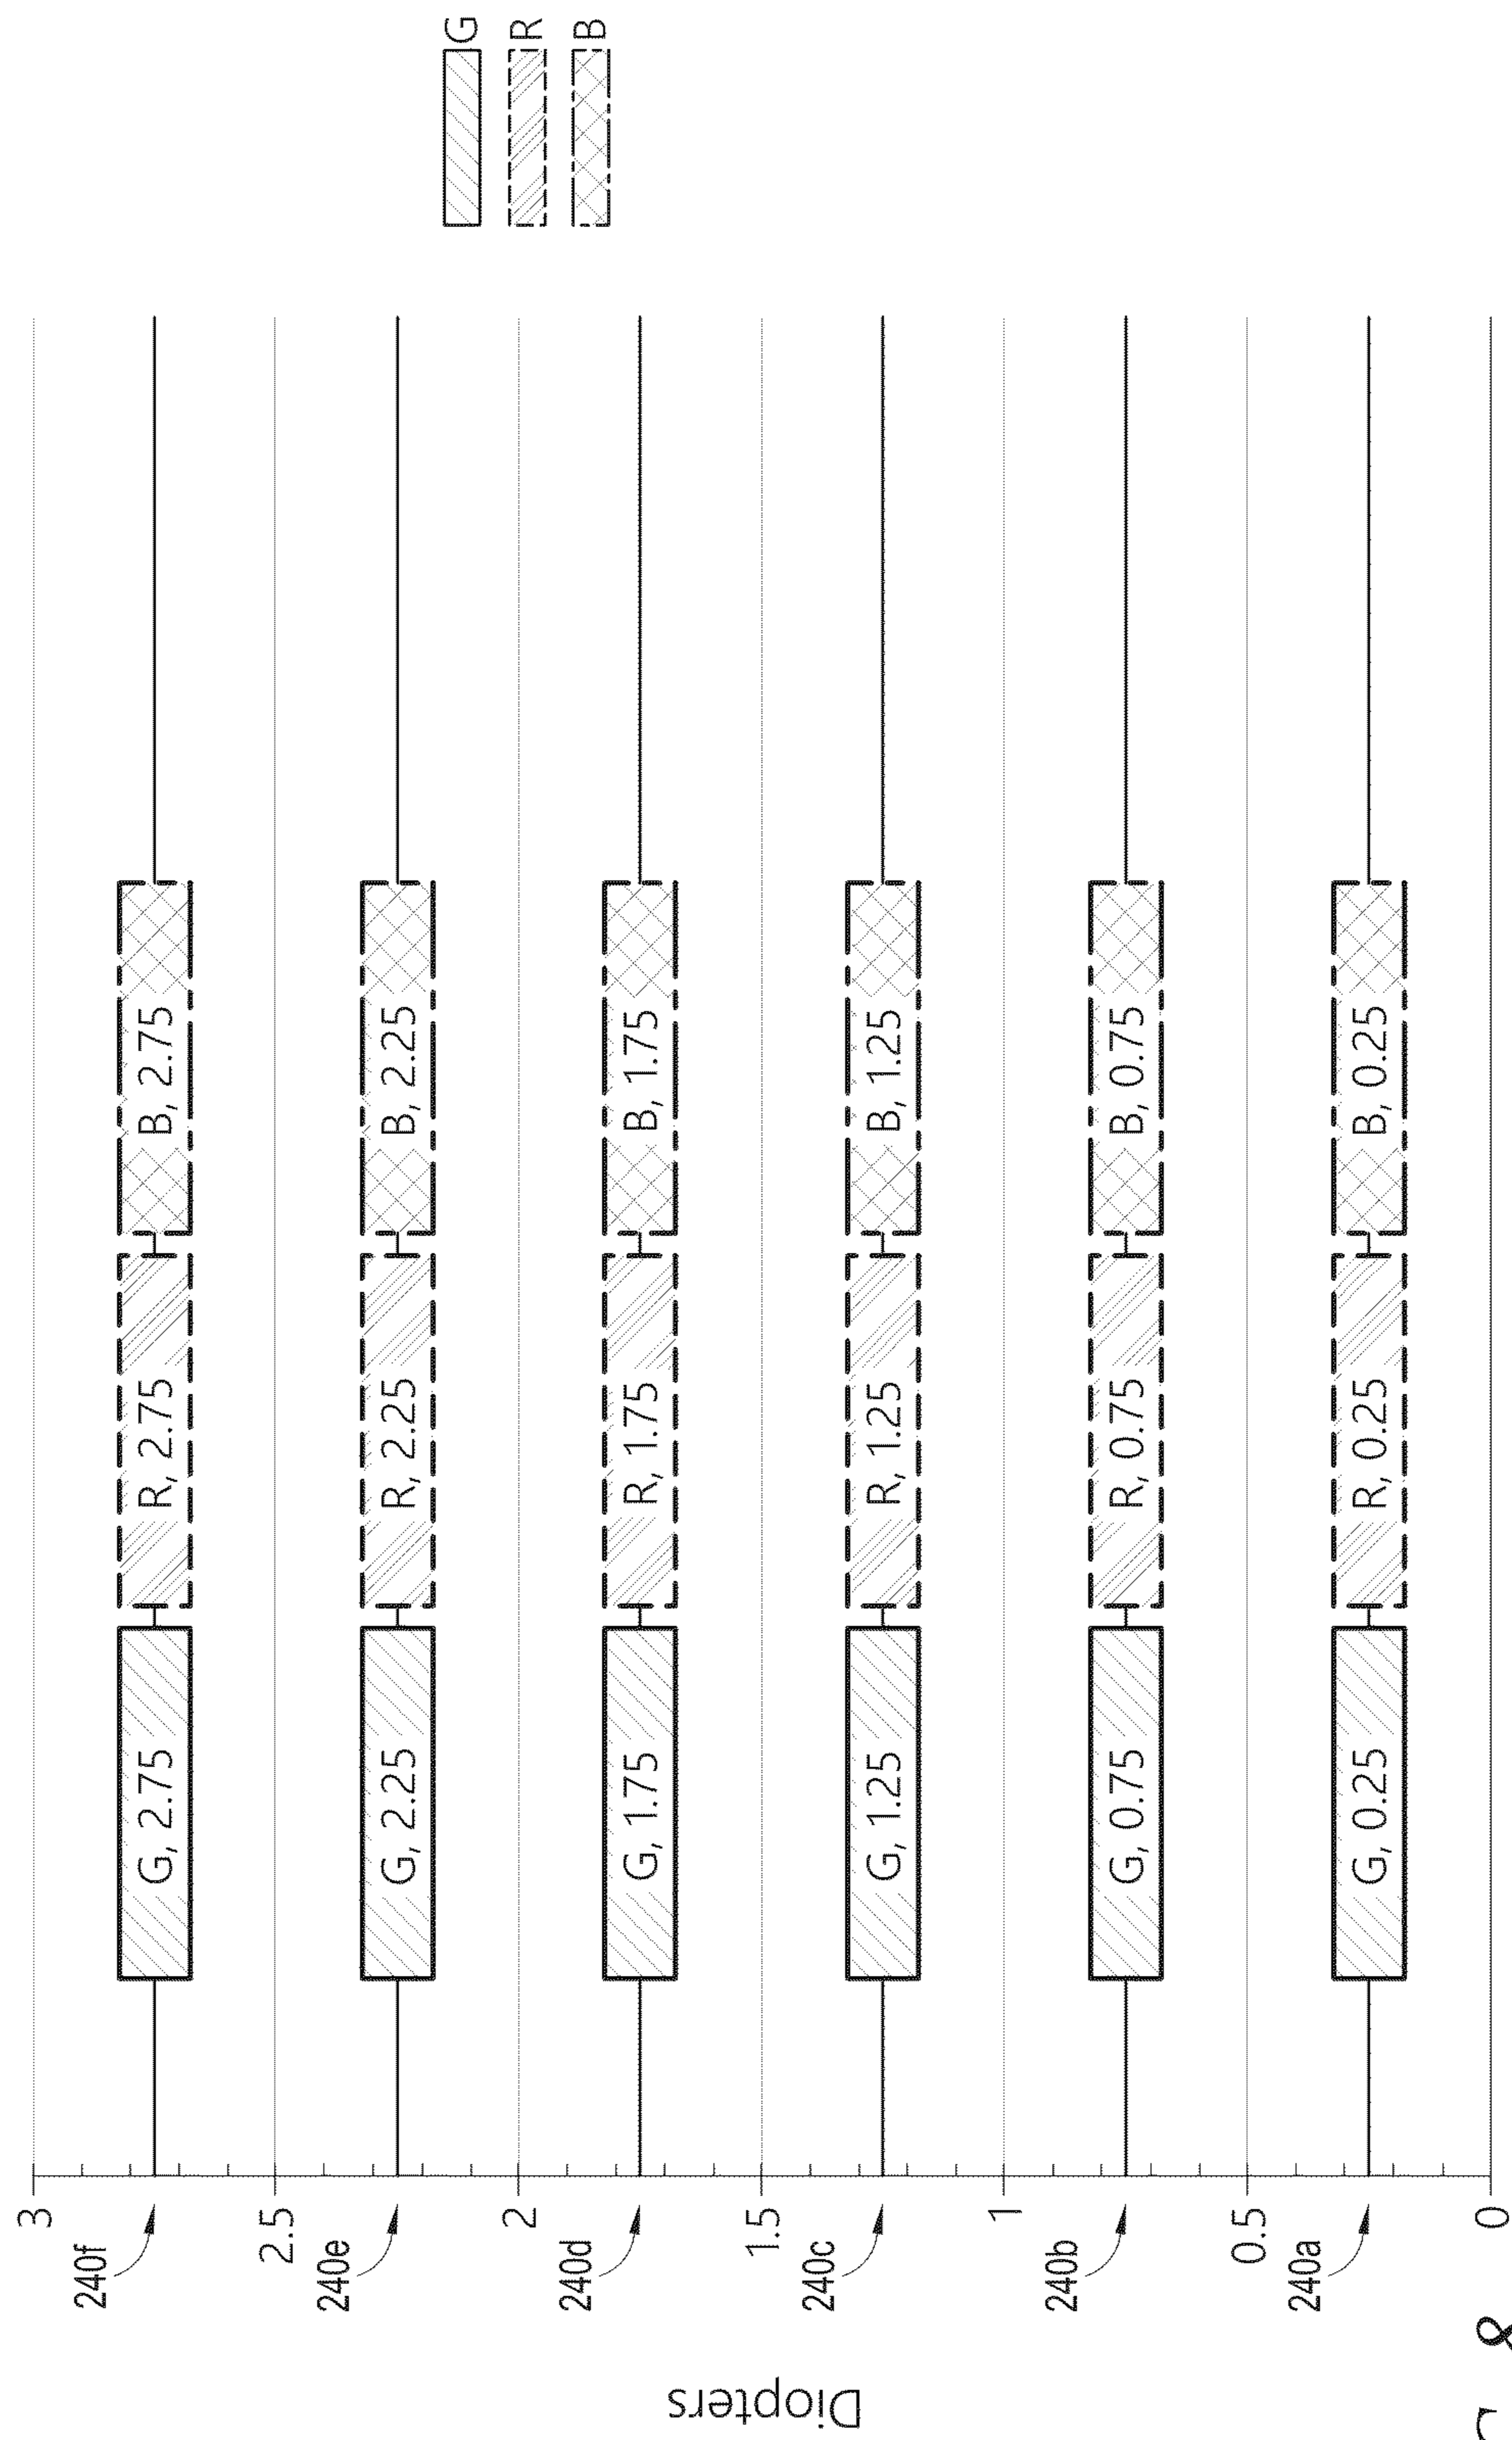 Diopters
3
240f
G, 2.75
R, 2.75
B, 2.75
2.5
240e
G, 2.25
R, 2.25
B, 2.25
2
240d
G, 1.75
R, 1.75
B, 1.75
1.5
240c
G, 1.25
R, 1.25
B, 1.25
1
240b
G, 0.75
R, 0.75
B, 0.75
0.5
240a
G, 0.25
R, 0.25
B, 0.25
0
G
R
B